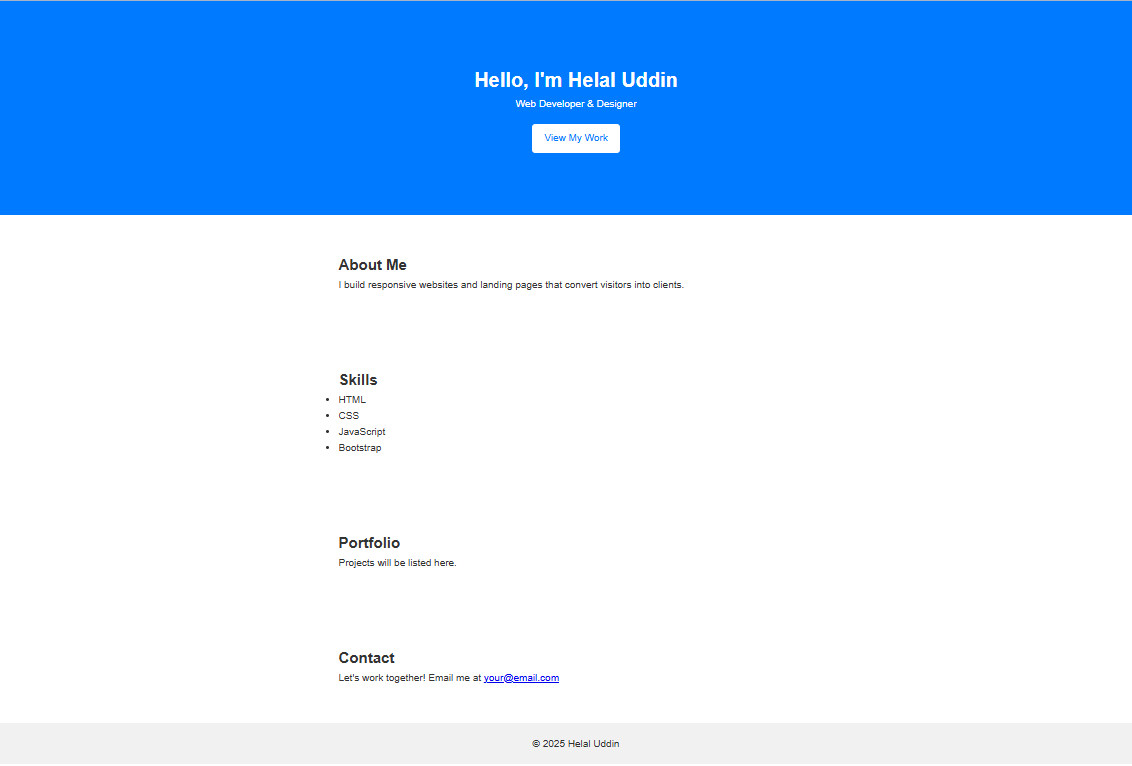 Hello, I'm Helal Uddin
Web Developer & Designer
View My Work
About Me
I build responsive websites and landing pages that convert visitors into clients.
Skills
• HTML
• CSS
• JavaScript
• Bootstrap
Portfolio
Projects will be listed here.
Contact
Let's work together! Email me at your@email.com
© 2025 Helal Uddin